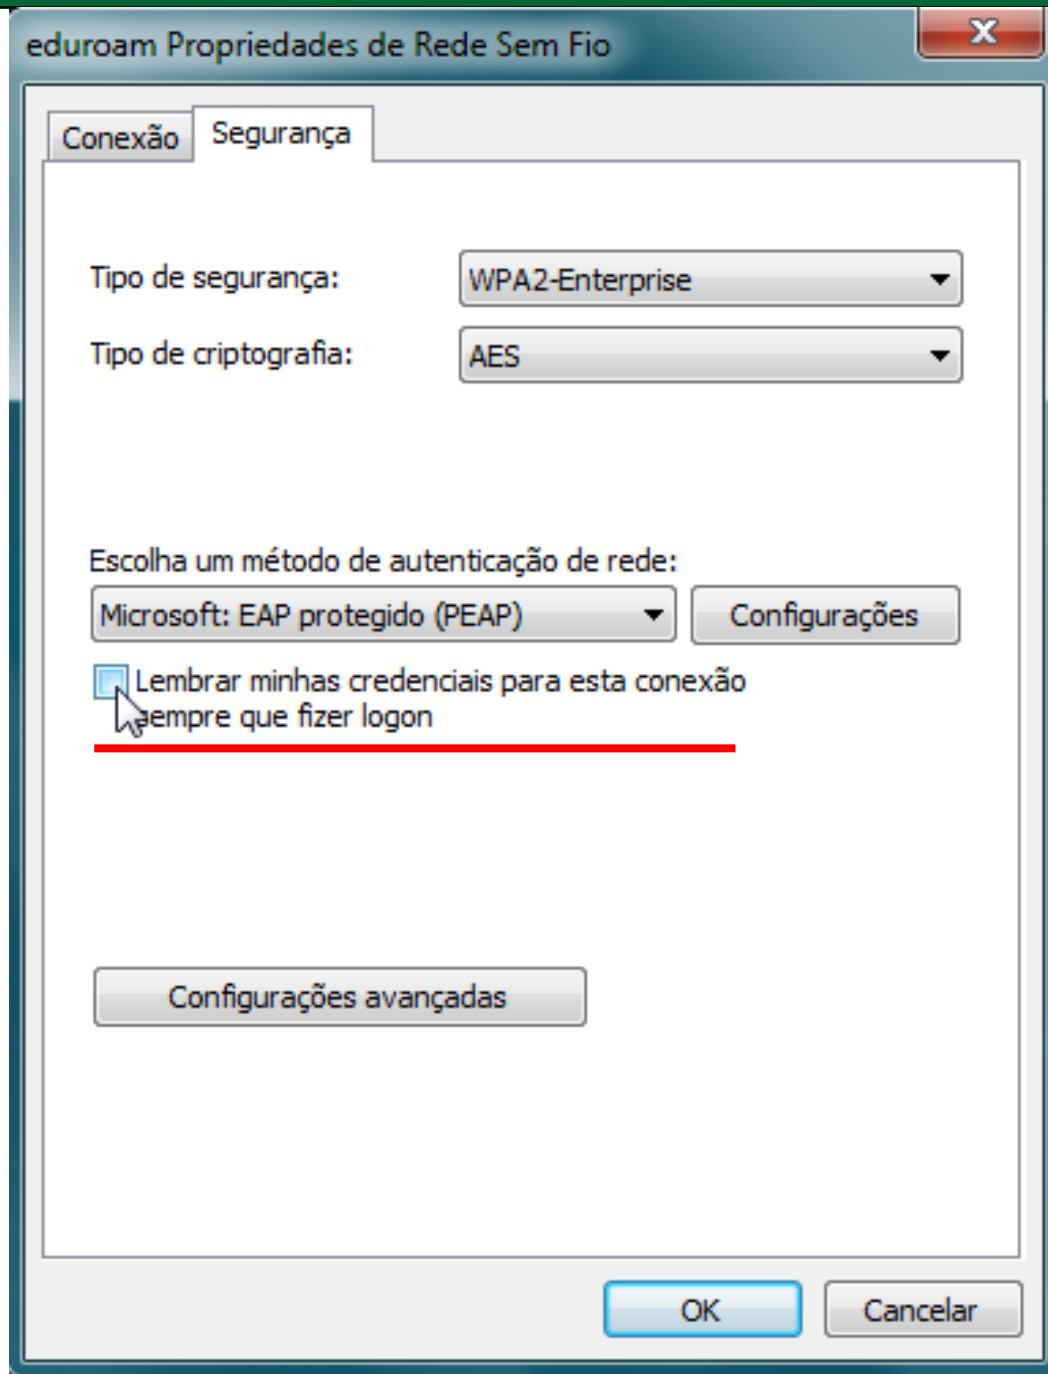 eduroam Propriedades de Rede Sem Fio
Conexão
Segurança
Tipo de segurança:
WPA2-Enterprise
Tipo de criptografia:
AES
Escolha um método de autenticação de rede:
Microsoft: EAP protegido (PEAP)
Configurações
Lembrar minhas credenciais para esta conexão
sempre que fizer logon
Configurações avançadas
OK
Cancelar